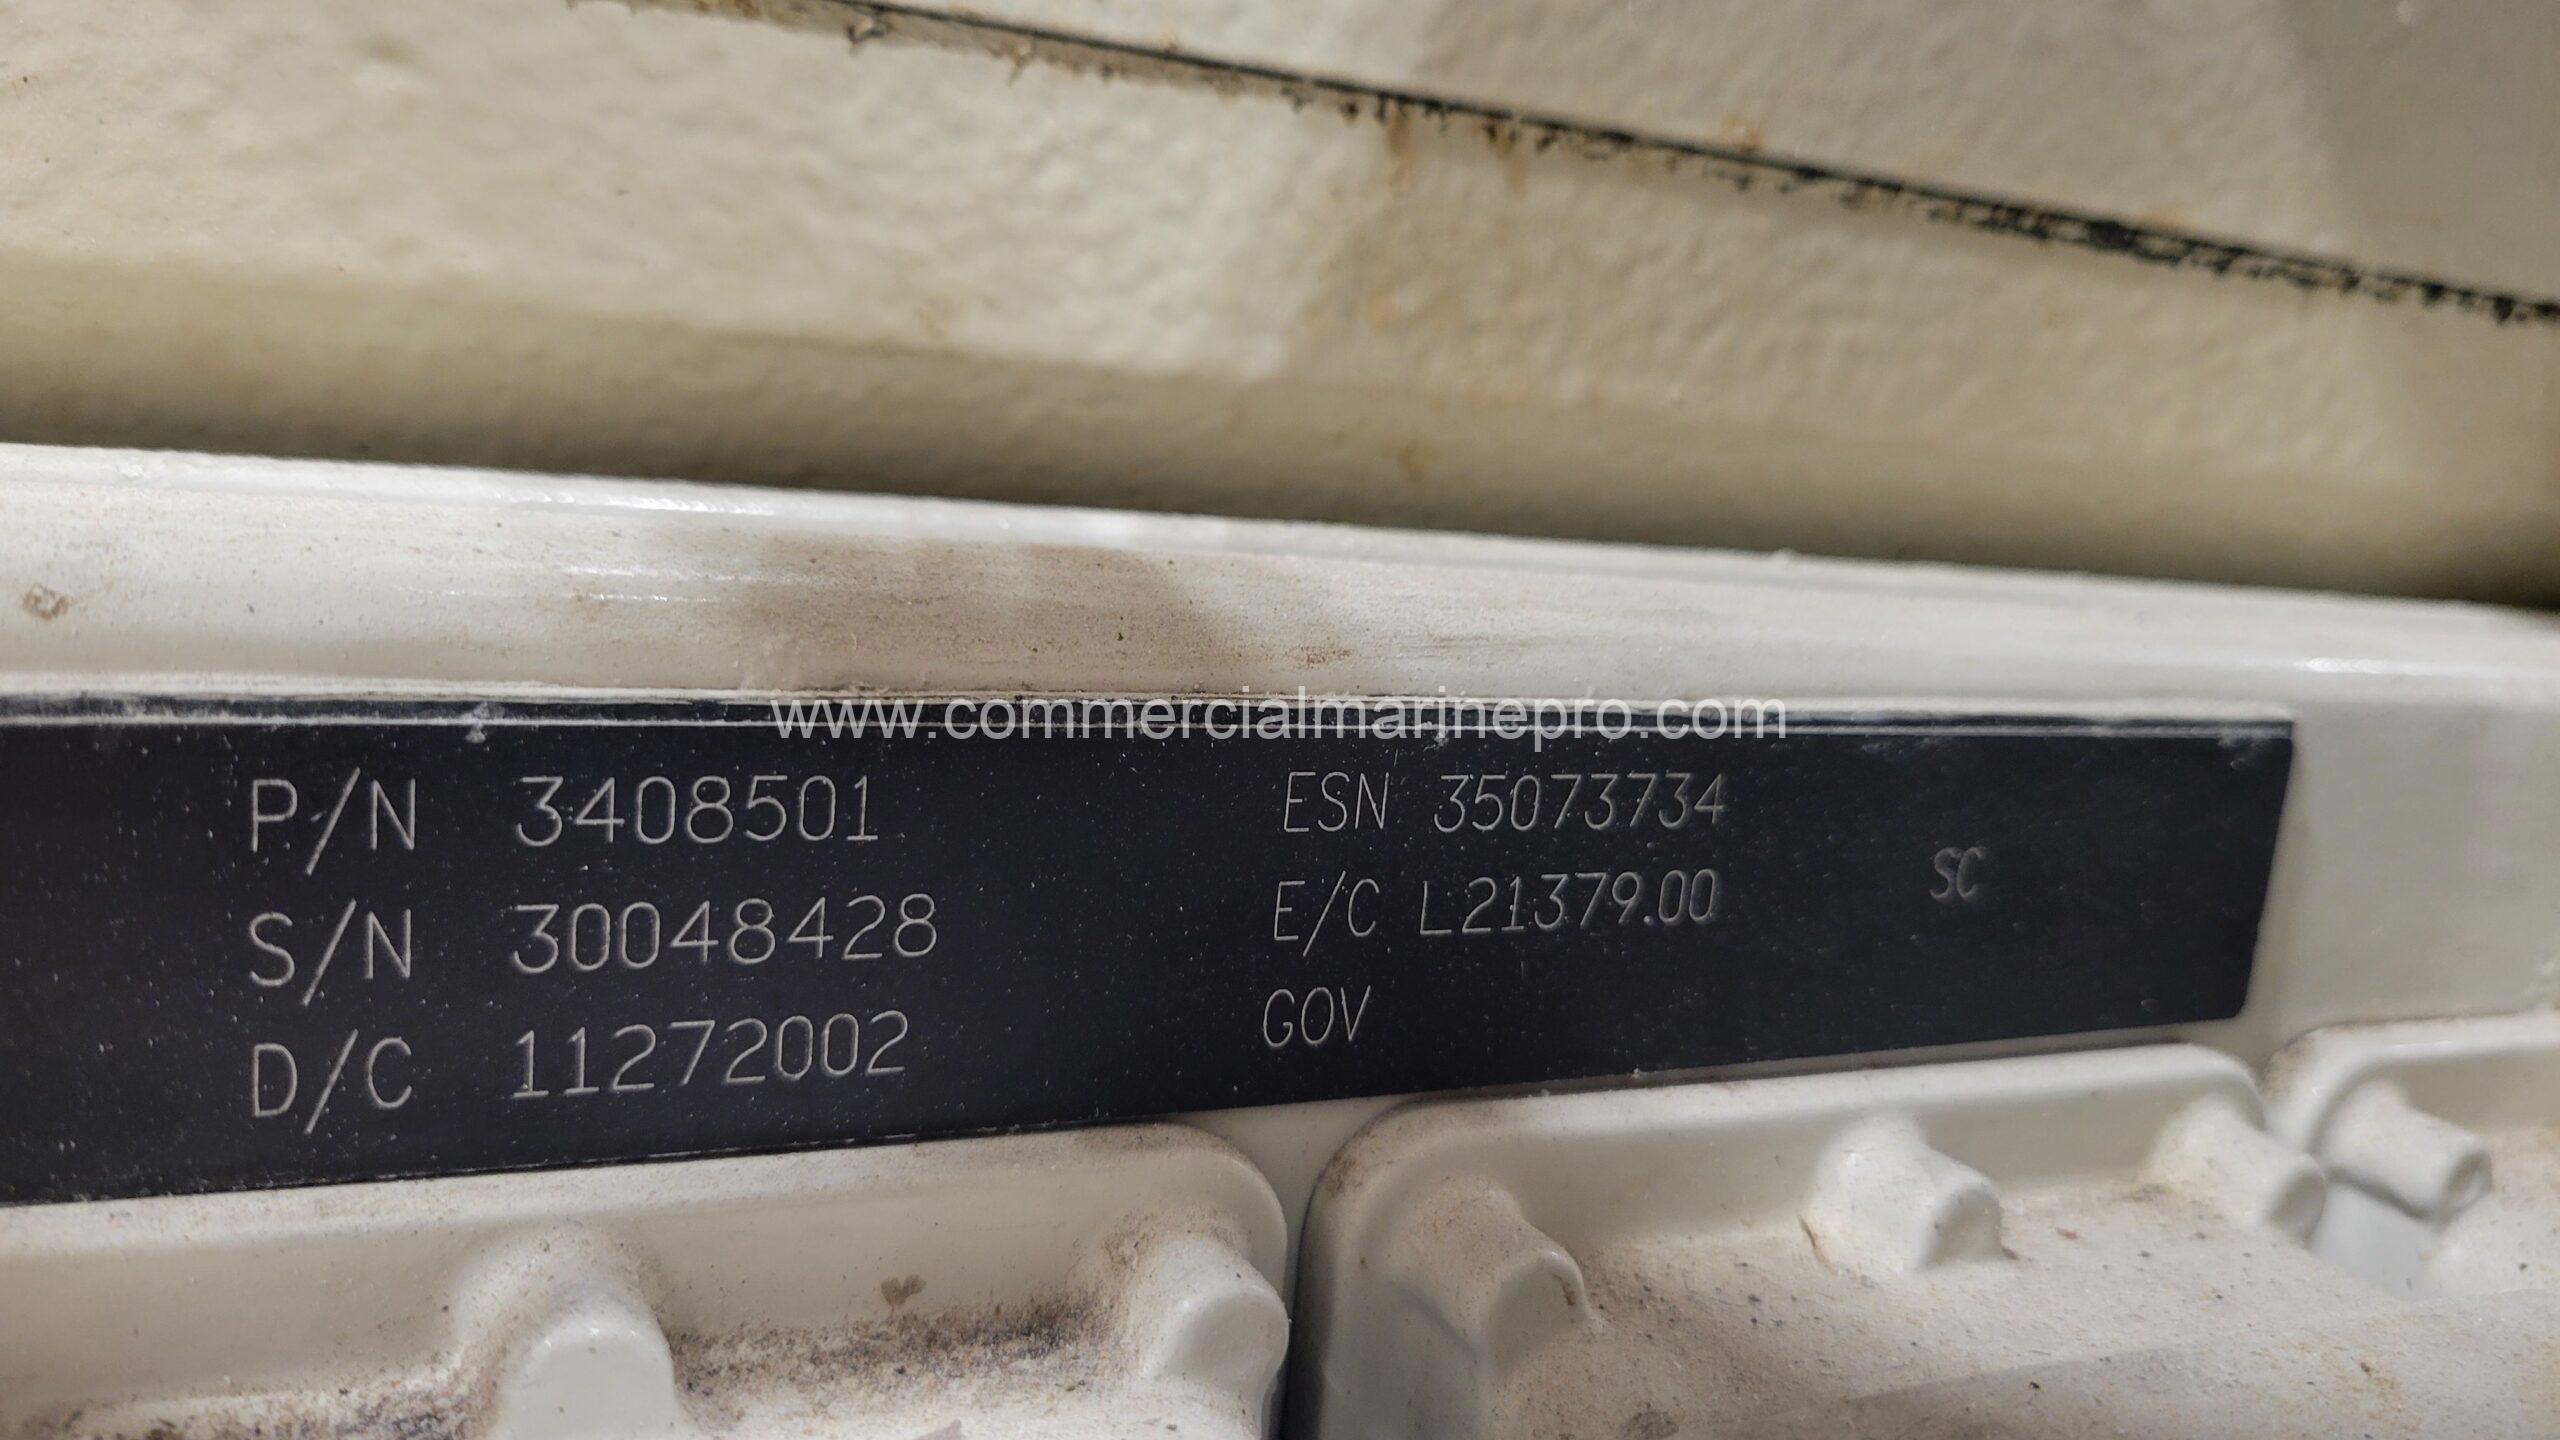 www.commercialmarinepro.com
P/N 3408501
S/N 30048428
D/C 11272002
ESN 35073734
E/C L21379.00
GOV
SC